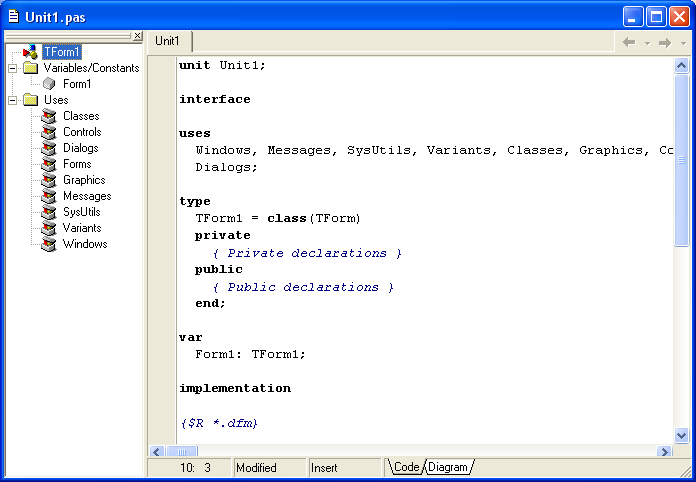 Unit1.pas
TForm1
Variables/Constants
Form1
Uses
Classes
Controls
Dialogs
Forms
Graphics
Messages
SysUtils
Variants
Windows
Unit1
unit Unit1;
interface
uses
Windows, Messages, SysUtils, Variants, Classes, Graphics, Co
Dialogs;
type
TForm1 = class(TForm)
private
{ Private declarations }
public
{ Public declarations }
end;
var
Form1: TForm1;
implementation
{$R *.dfm}
10: 3 Modified Insert Code Diagram